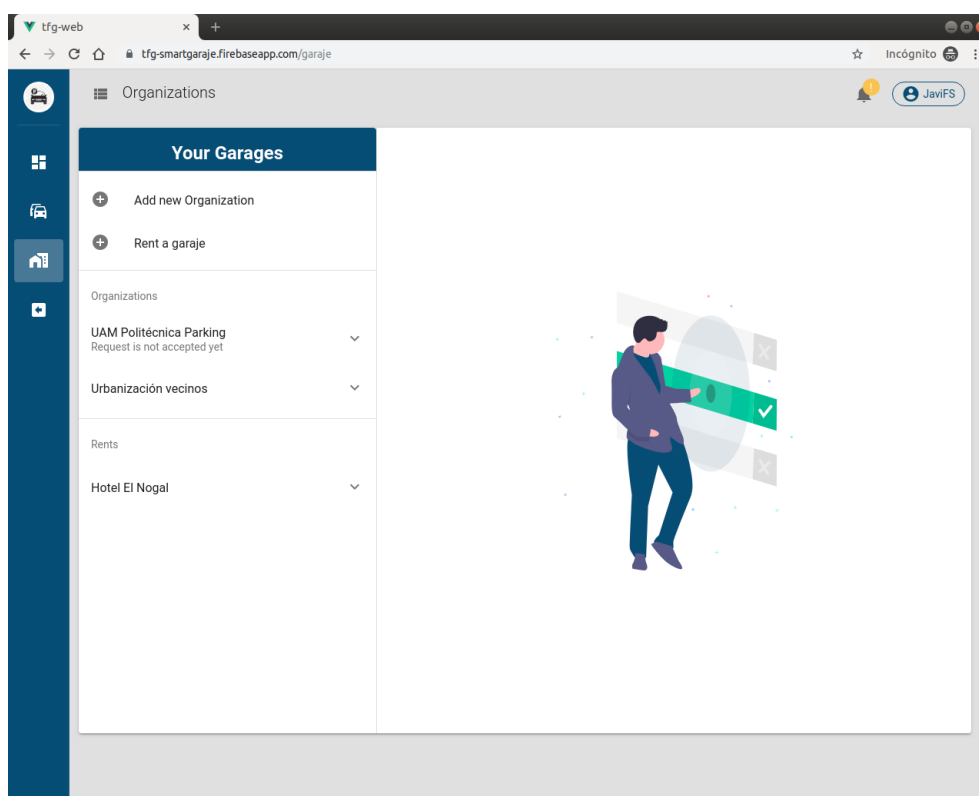 tfg-web
tfg-smartgaraje.firebaseapp.com/garaje
Incógnito
Organizations
!
JaviFS
Your Garages
Add new Organization
Rent a garaje
Organizations
UAM Politécnica Parking
Request is not accepted yet
Urbanización vecinos
Rents
Hotel El Nogal